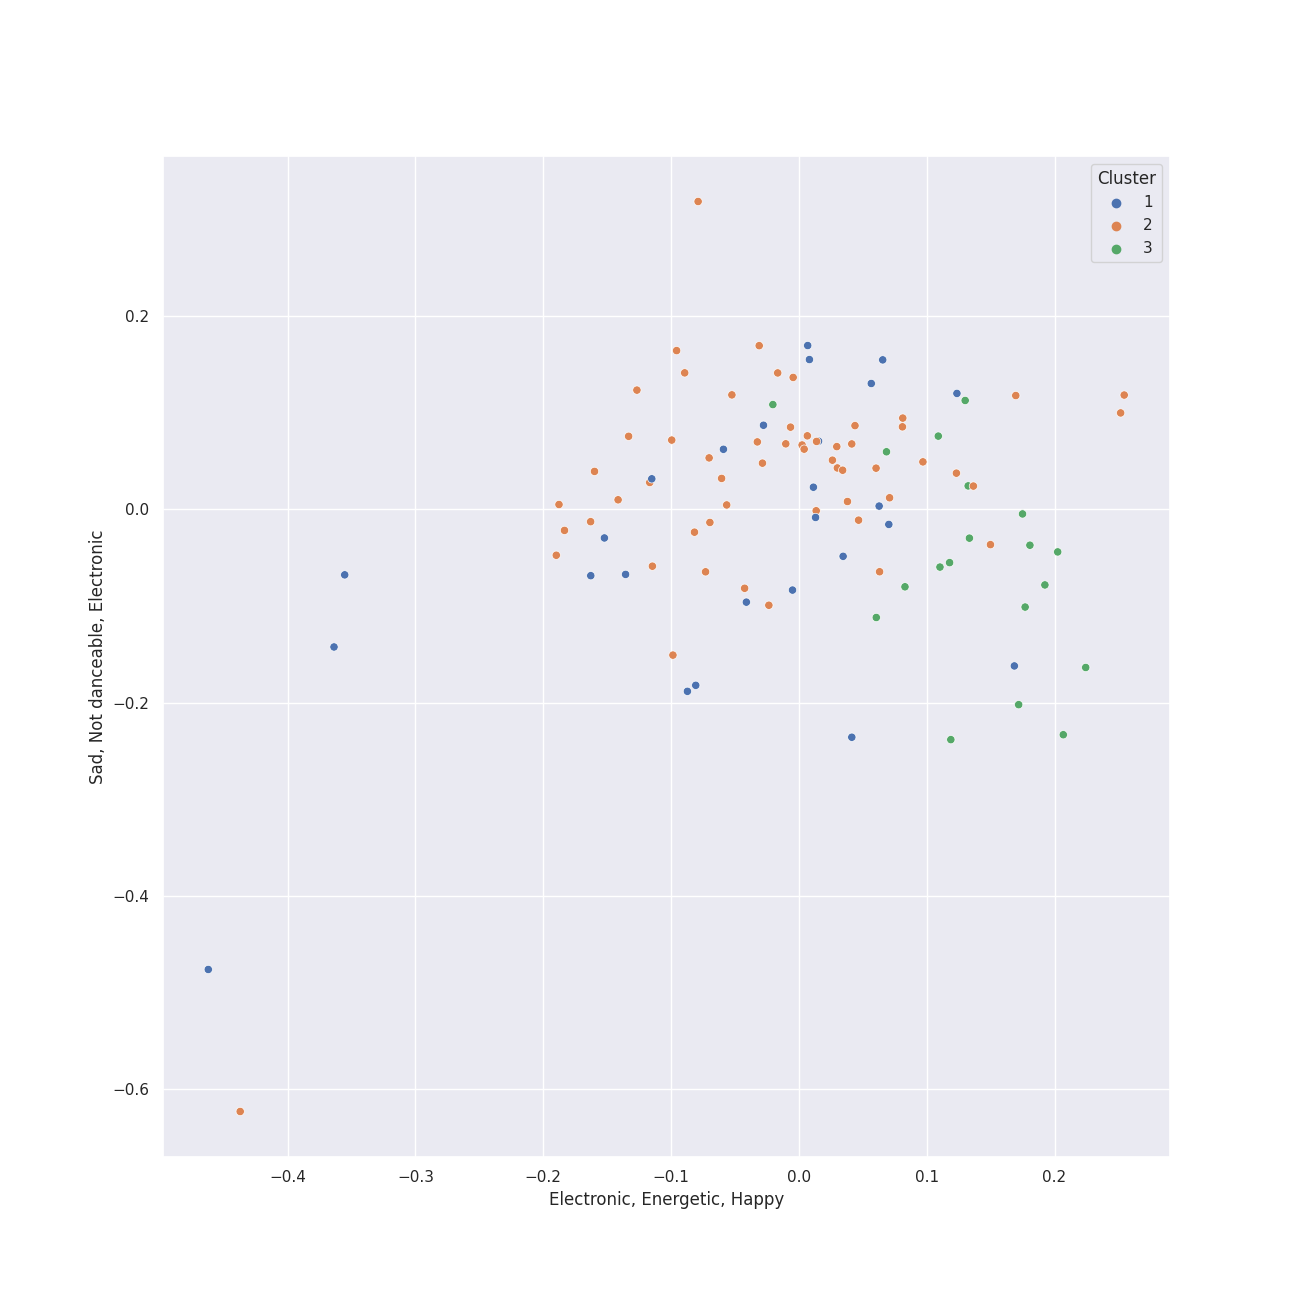 Cluster
1
2
3
0.2
0.0
−0.2
−0.4
−0.6
Sad, Not danceable, Electronic
−0.4 −0.3 −0.2 −0.1 0.0 0.1 0.2
Electronic, Energetic, Happy